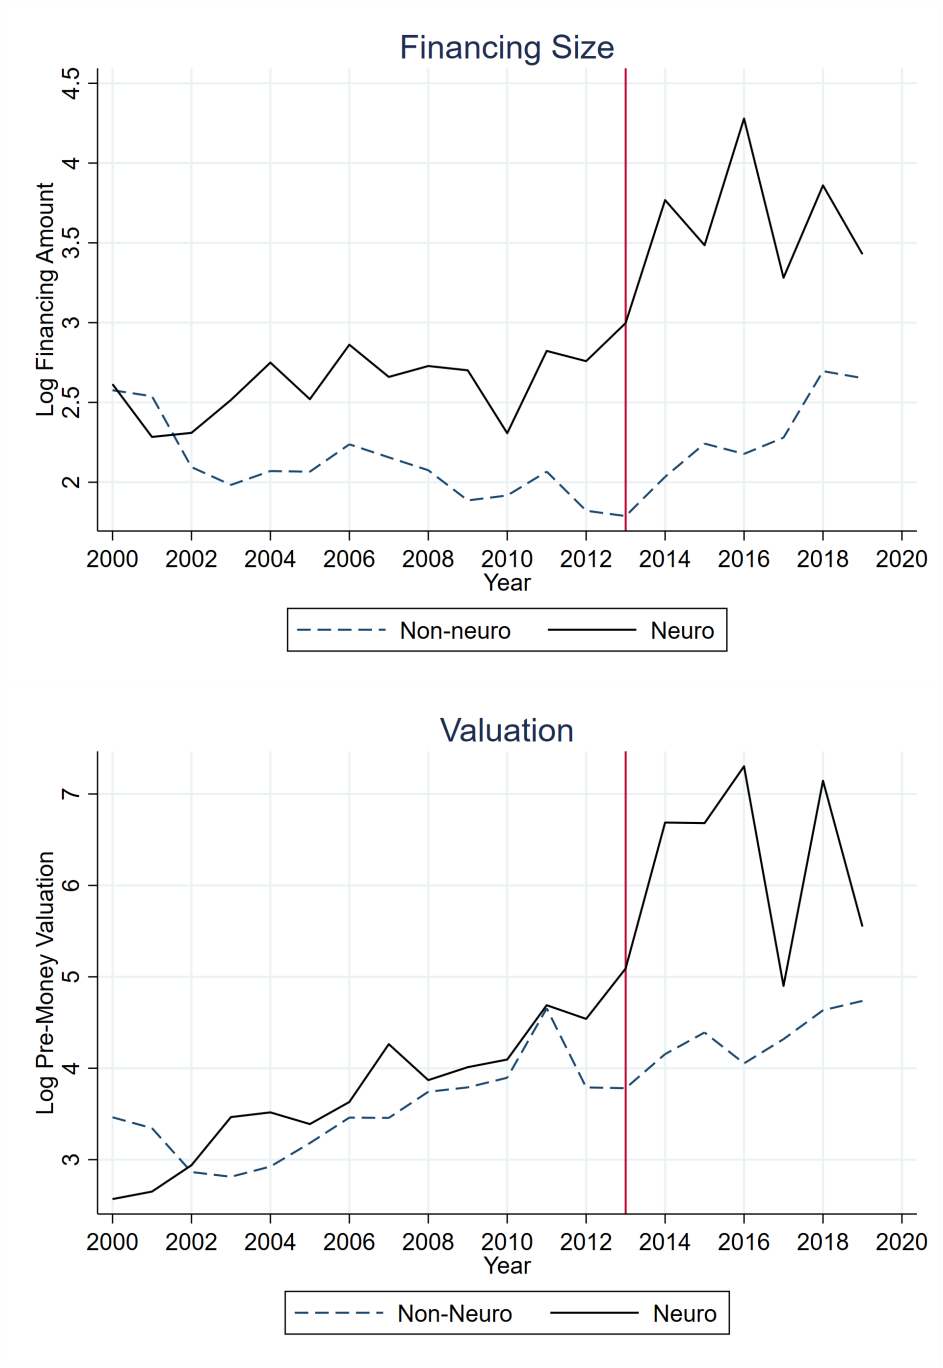 Financing Size
Log Financing Amount
4.5
4
3.5
3
2.5
2
2000 2002 2004 2006 2008 2010 2012 2014 2016 2018 2020
Year
Non-neuro Neuro
Valuation
Log Pre-Money Valuation
7
6
5
4
3
2000 2002 2004 2006 2008 2010 2012 2014 2016 2018 2020
Year
Non-Neuro Neuro